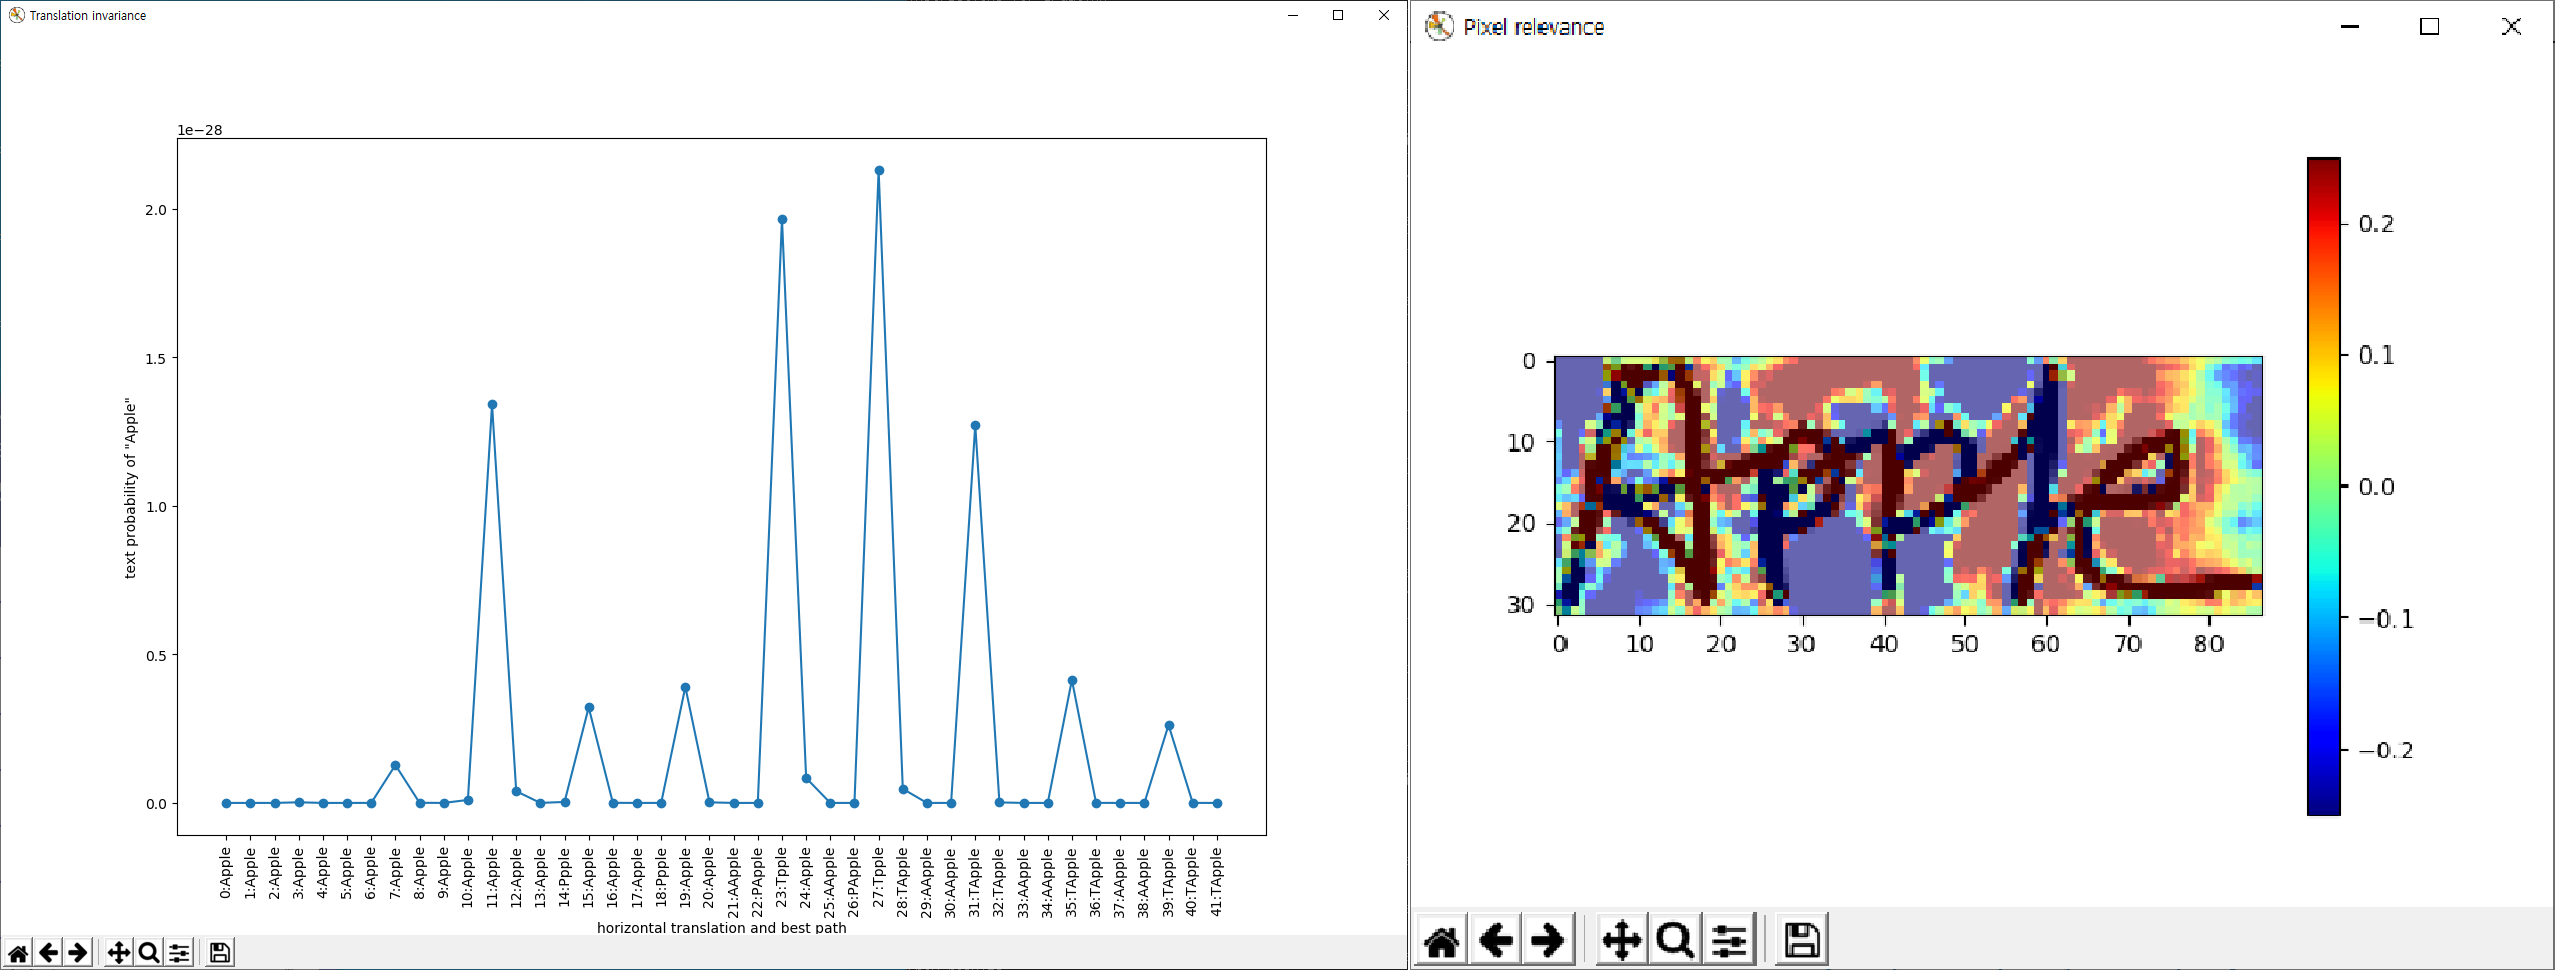 Translation invariance
1e−28
2.0
1.5
1.0
0.5
0.0
text probability of "Apple"
0:Apple
1:Apple
2:Apple
3:Apple
4:Apple
5:Apple
6:Apple
7:Apple
8:Apple
9:Apple
10:Apple
11:Apple
12:Apple
13:Apple
14:Ppple
15:Apple
16:Apple
17:Apple
18:Ppple
19:Apple
20:Apple
21:AApple
22:PApple
23:Tpple
24:Apple
25:AApple
26:PApple
27:Tpple
28:TApple
29:AApple
30:AApple
31:TApple
32:TApple
33:AApple
34:AApple
35:TApple
36:TApple
37:AApple
38:AApple
39:TApple
40:TApple
41:TApple
horizontal translation and best path
Pixel relevance
0
10
20
30
Apple
0 10 20 30 40 50 60 70 80
0.2
0.1
0.0
−0.1
−0.2